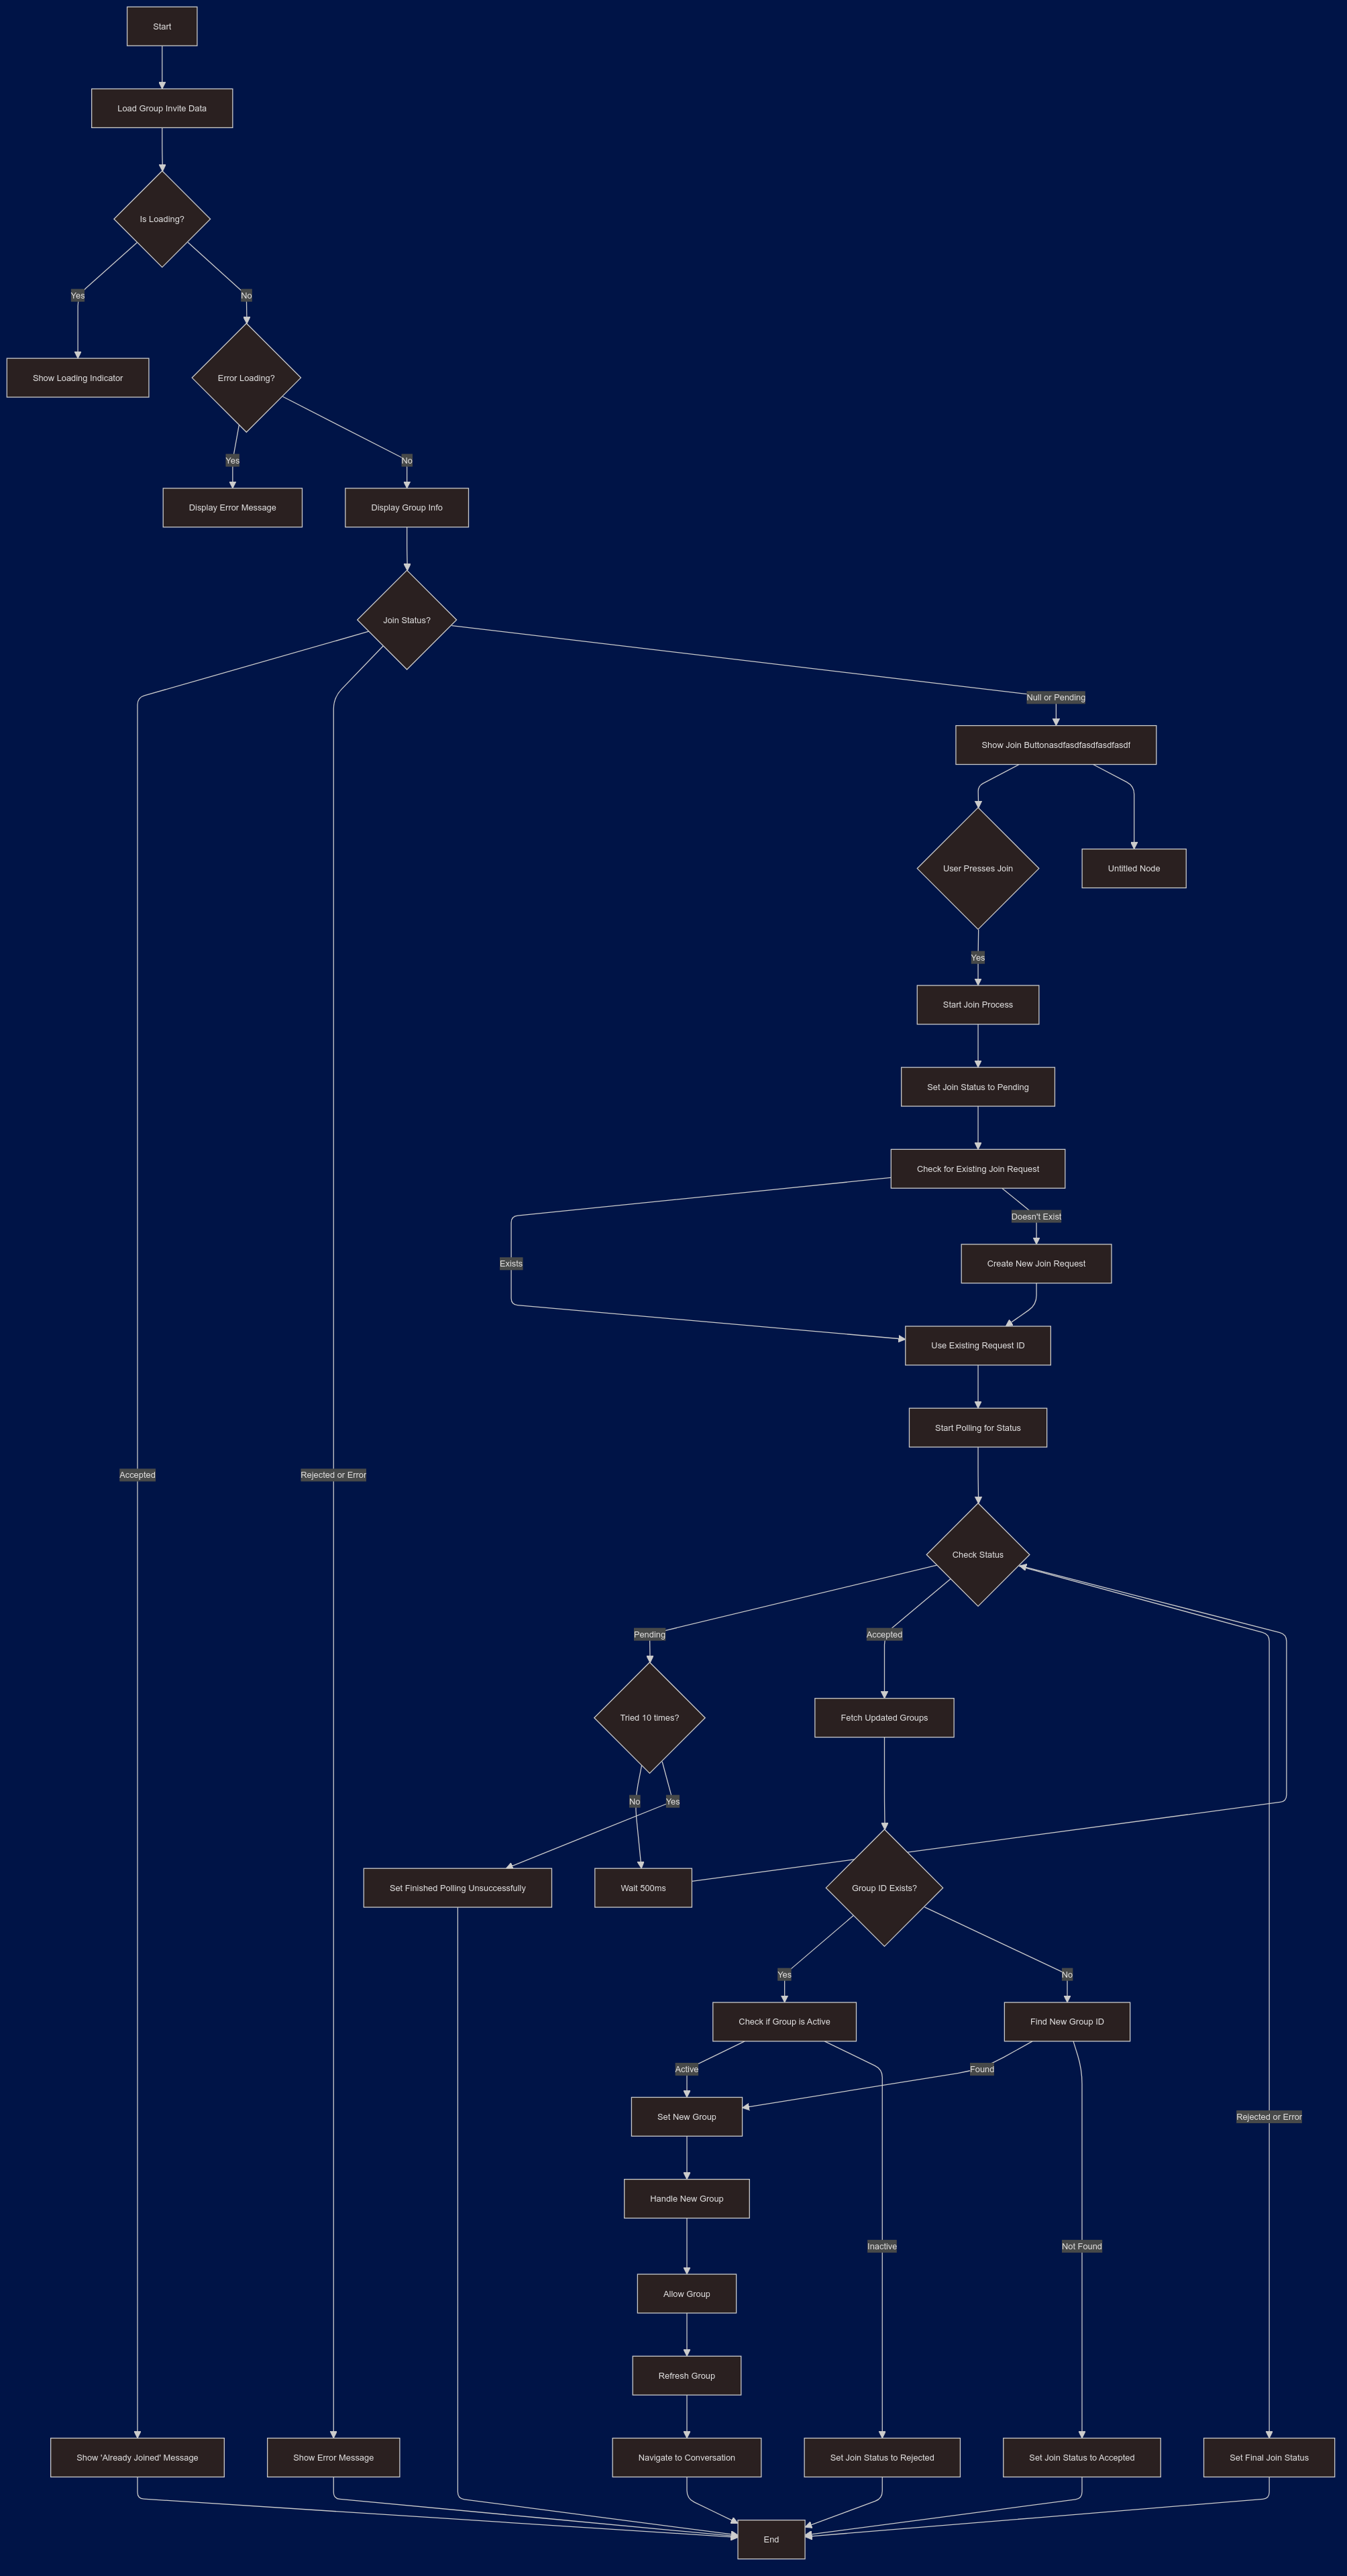 Start
Load Group Invite Data
Is Loading?
Yes
No
Show Loading Indicator
Error Loading?
Yes
No
Display Error Message
Display Group Info
Join Status?
Null or Pending
Show Join Buttonasdfasdfasdfasdfasdf
User Presses Join
Untitled Node
Yes
Start Join Process
Set Join Status to Pending
Check for Existing Join Request
Doesn't Exist
Exists
Create New Join Request
Use Existing Request ID
Start Polling for Status
Accepted
Rejected or Error
Check Status
Pending
Accepted
Tried 10 times?
Fetch Updated Groups
No
Yes
Set Finished Polling Unsuccessfully
Wait 500ms
Group ID Exists?
Yes
No
Check if Group is Active
Find New Group ID
Active
Found
Set New Group
Rejected or Error
Handle New Group
Inactive
Not Found
Allow Group
Refresh Group
Show 'Already Joined' Message
Show Error Message
Navigate to Conversation
Set Join Status to Rejected
Set Join Status to Accepted
Set Final Join Status
End